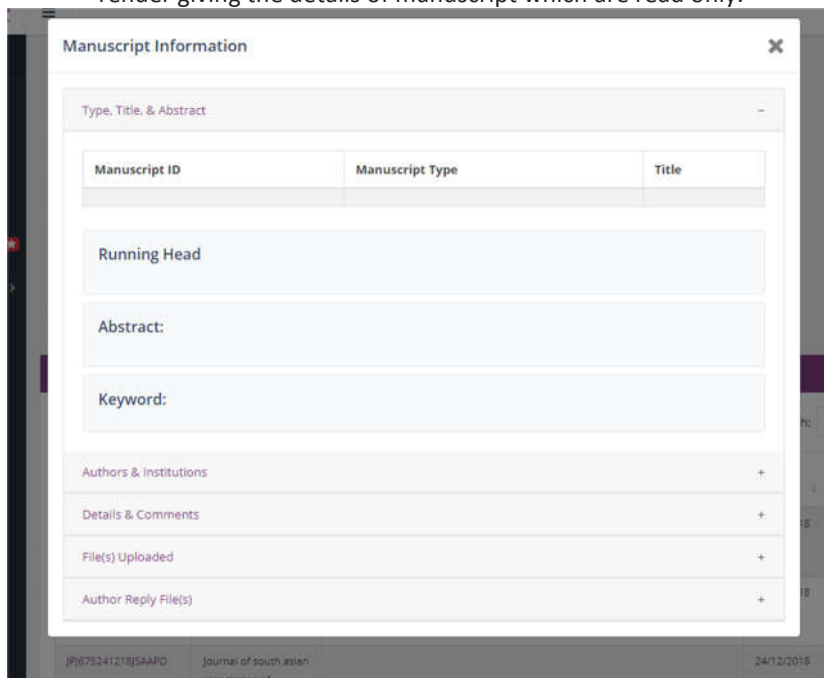 render giving the details of manuscript which are read only.
Manuscript Information
Type, Title, & Abstract
Manuscript ID Manuscript Type Title
Running Head
Abstract:
Keyword:
Authors & Institutions
Details & Comments
File(s) Uploaded
Author Reply File(s)
JPJ675241218JSAAPD Journal of south asian 24/12/2018